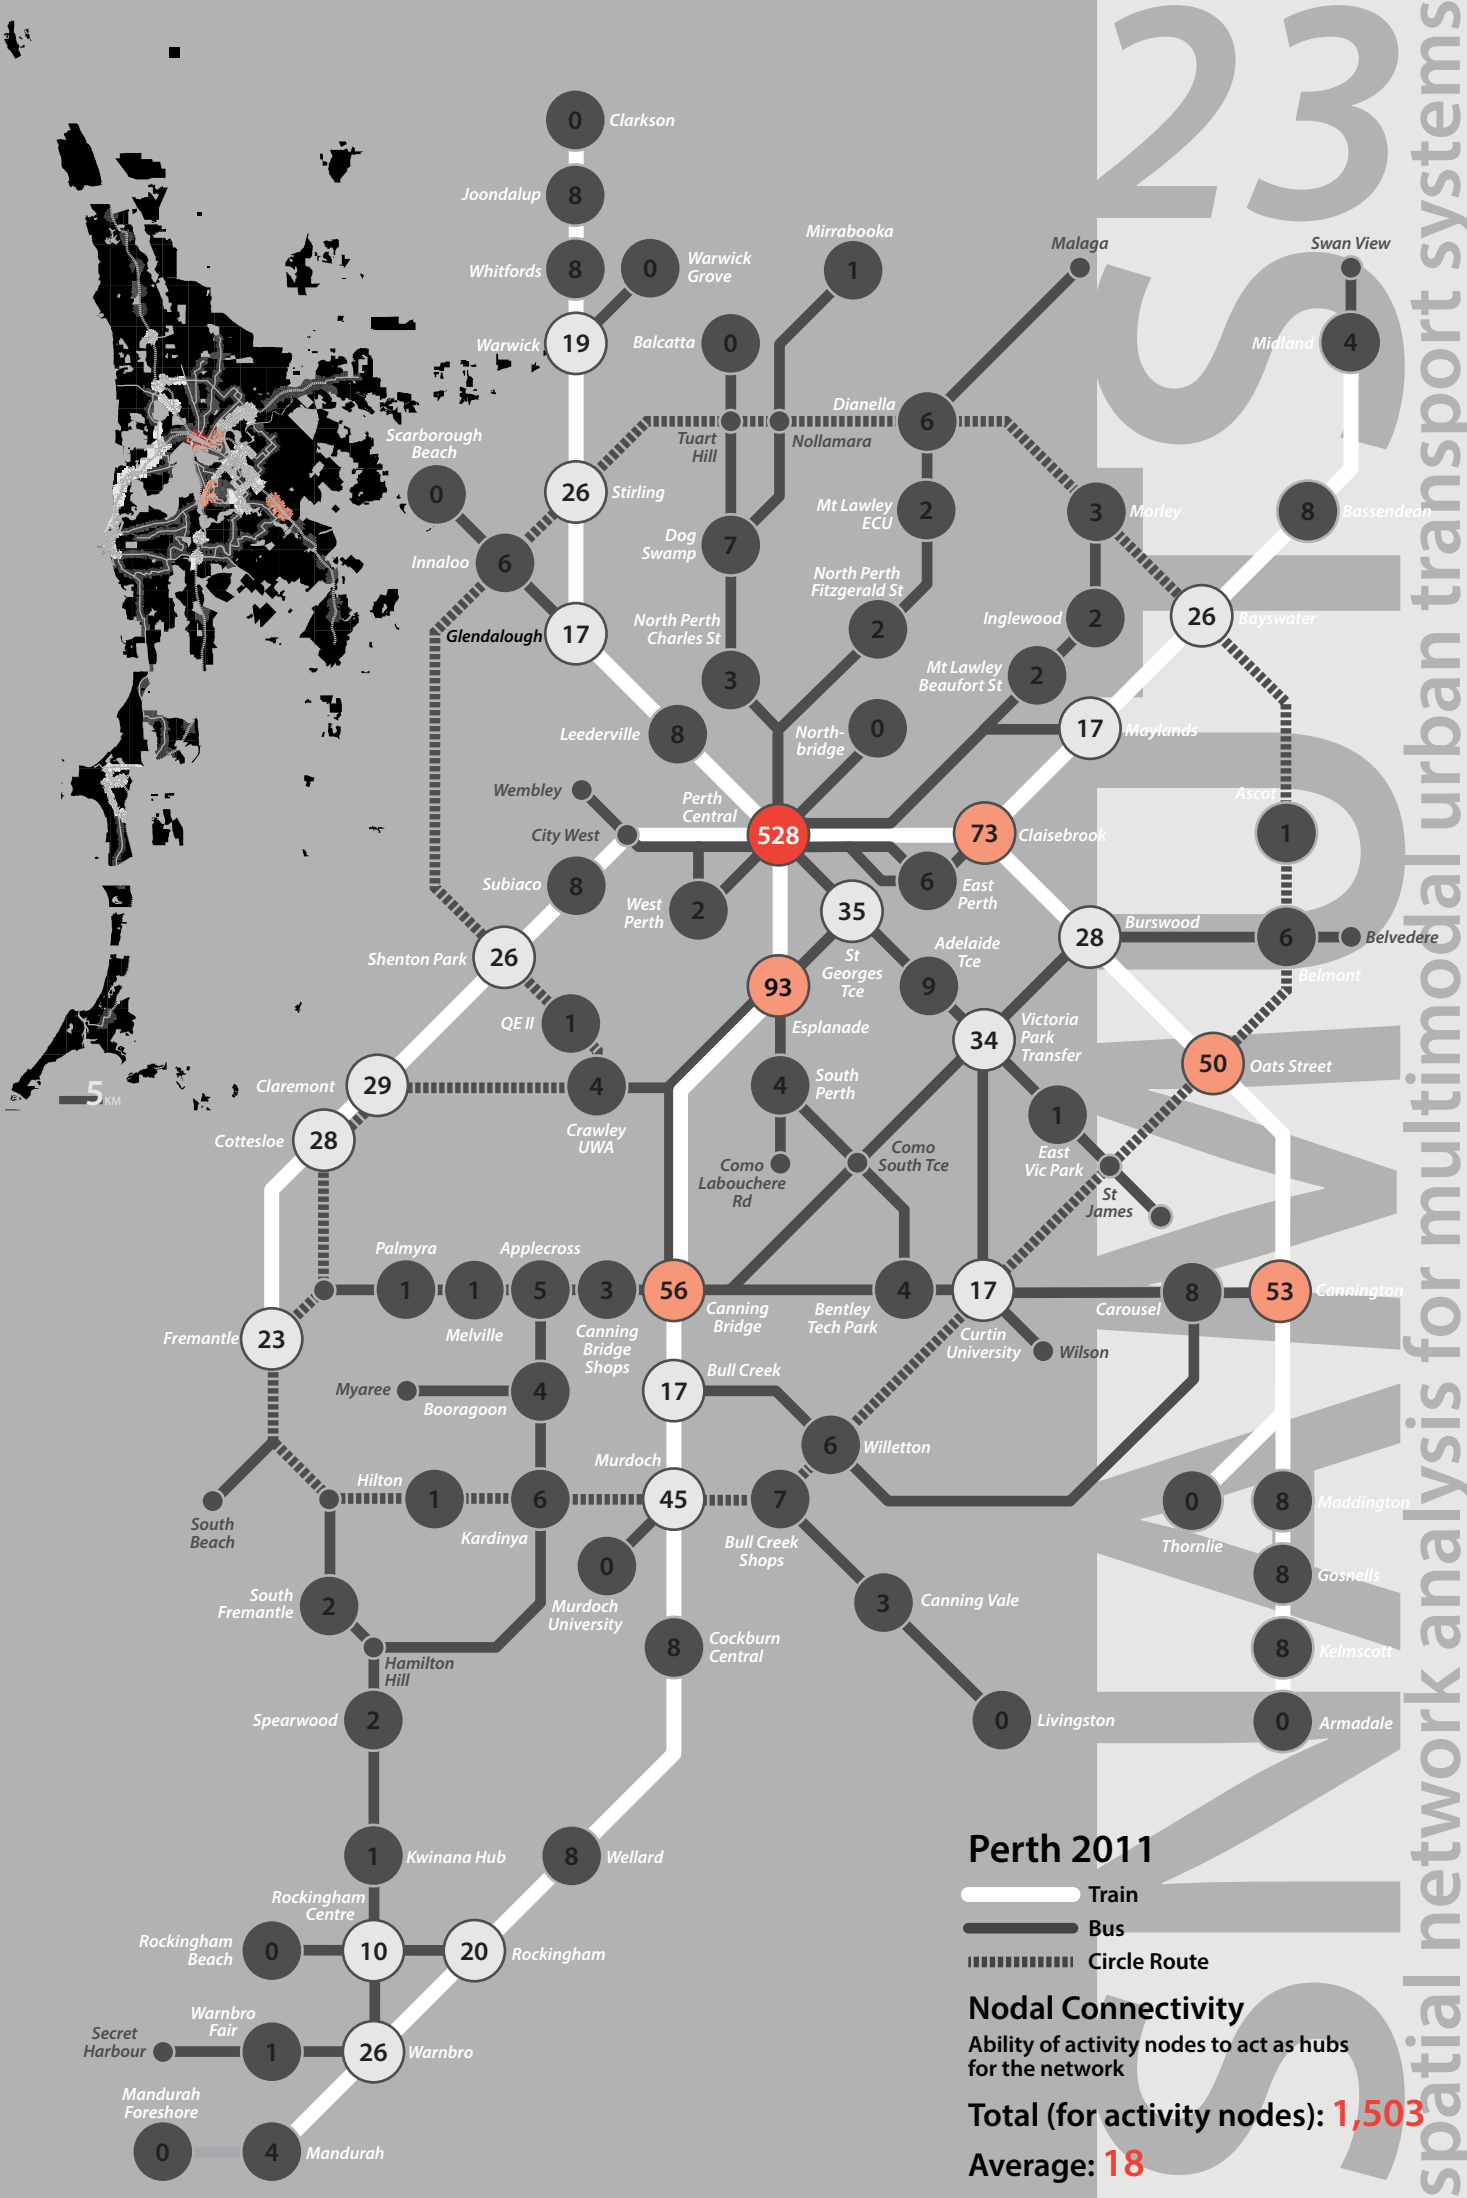 23
SNAMUTS
spatial network analysis for multimodal urban transport systems
0
Clarkson
Joondalup
8
Whitfords
8
0
Warwick
Grove
Mirrabooka
1
Malaga
Swan View
Warwick
19
Balcatta
0
Midland
4
Dianella
6
Tuart
Hill
Nollamara
Scarborough
Beach
0
26
Stirling
Mt Lawley
ECU
2
3
Morley
8
Bassendean
Innaloo
6
Dog
Swamp
7
North Perth
Fitzgerald St
2
Inglewood
2
26
Bayswater
Glendalough
17
North Perth
Charles St
3
Mt Lawley
Beaufort St
2
Leederville
8
North-
bridge
0
17
Maylands
Wembley
City West
Perth
Central
528
73
Claisebrook
Ascot
1
Subiaco
8
West
Perth
2
35
St
Georges
Tce
6
East
Perth
Shenton Park
26
Adelaide
Tce
9
28
Burswood
6
Belvedere
Belmont
93
Esplanade
QE II
1
34
Victoria
Park
Transfer
50
Oats Street
5 KM
Claremont
29
4
Crawley
UWA
4
South
Perth
1
East
Vic Park
Cottesloe
28
Como
Labouchere
Rd
Como
South Tce
St
James
Palmyra
1
1
Melville
Applecross
5
3
Canning
Bridge
Shops
56
Canning
Bridge
Bentley
Tech Park
4
17
Curtin
University
Carousel
8
53
Cannington
Fremantle
23
Wilson
Myaree
4
Booragoon
17
Bull Creek
6
Willetton
South
Beach
Hilton
1
6
Kardinya
Murdoch
45
7
Bull Creek
Shops
0
Thornlie
8
Maddington
0
Murdoch
University
8
Gosnells
South
Fremantle
2
3
Canning Vale
Hamilton
Hill
8
Cockburn
Central
8
Kelmscott
Spearwood
2
0
Livingston
0
Armadale
1
Kwinana Hub
8
Wellard
Rockingham
Centre
Rockingham
Beach
0
10
20
Rockingham
Warnbro
Fair
Secret
Harbour
1
26
Warnbro
Mandurah
Foreshore
0
4
Mandurah
Perth 2011
Train
Bus
Circle Route
Nodal Connectivity
Ability of activity nodes to act as hubs
for the network
Total (for activity nodes): 1,503
Average: 18